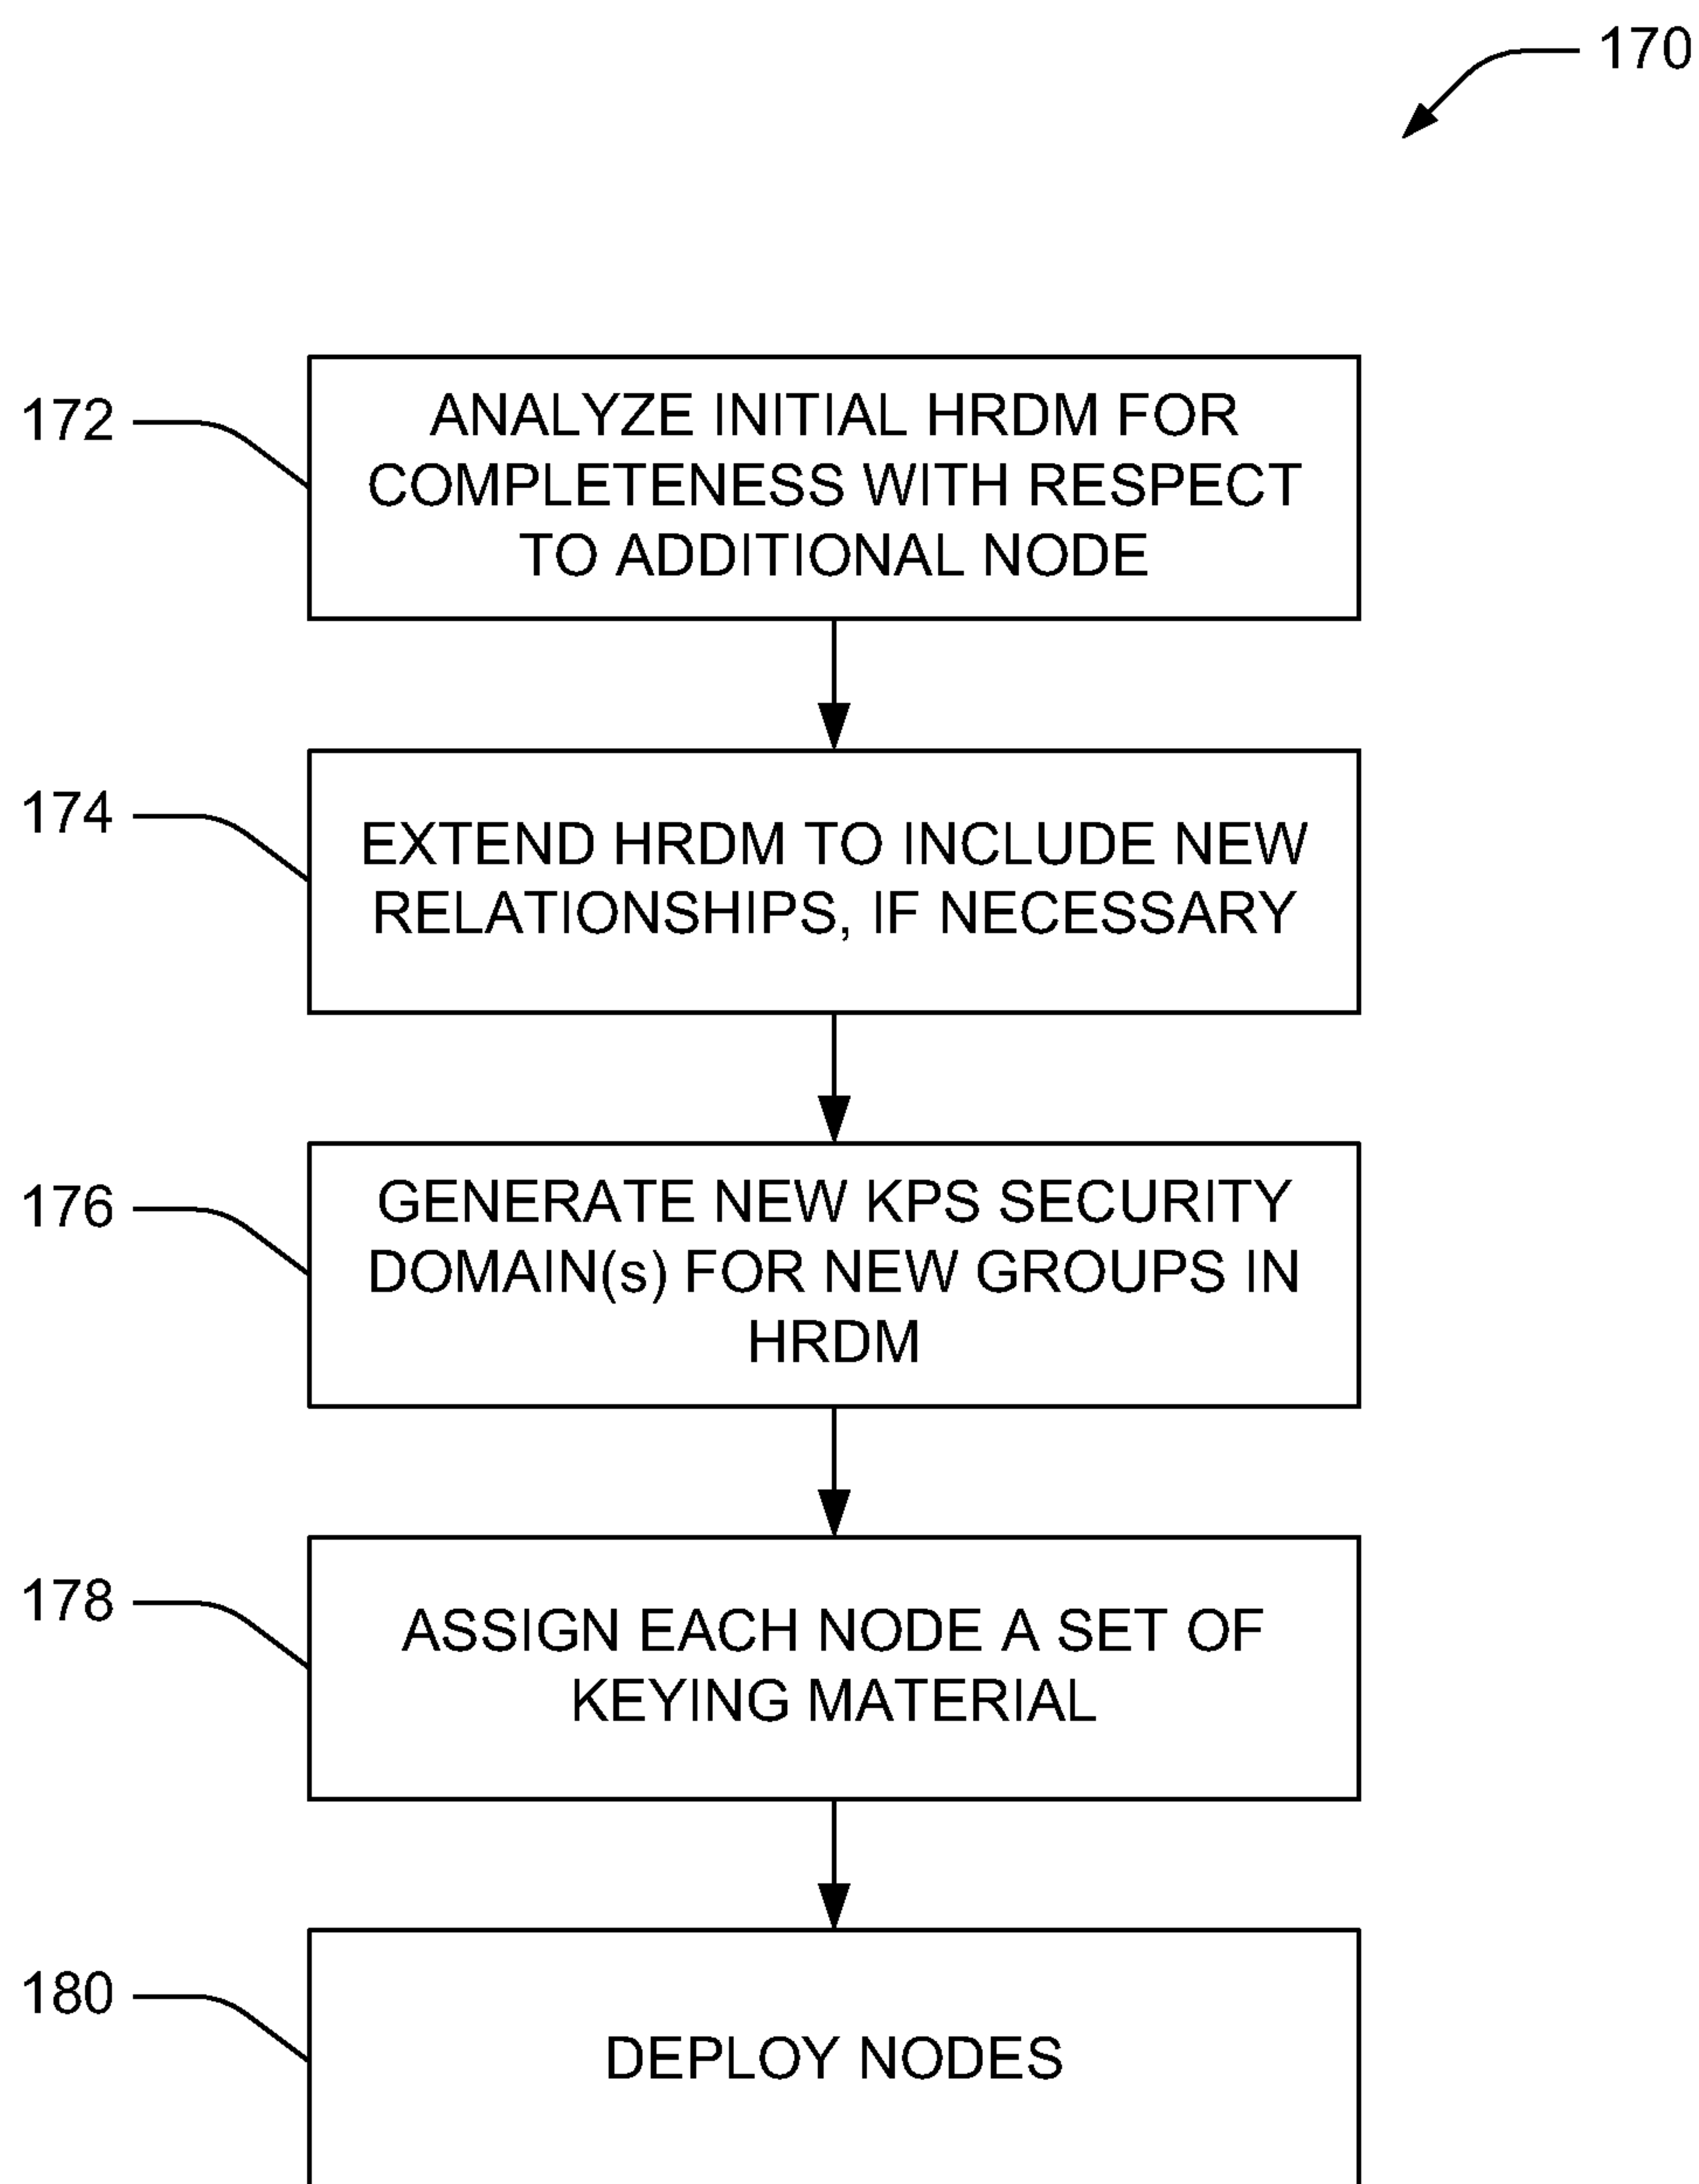 170
172
ANALYZE INITIAL HRDM FOR
COMPLETENESS WITH RESPECT
TO ADDITIONAL NODE
174
EXTEND HRDM TO INCLUDE NEW
RELATIONSHIPS, IF NECESSARY
176
GENERATE NEW KPS SECURITY
DOMAIN(s) FOR NEW GROUPS IN
HRDM
178
ASSIGN EACH NODE A SET OF
KEYING MATERIAL
180
DEPLOY NODES